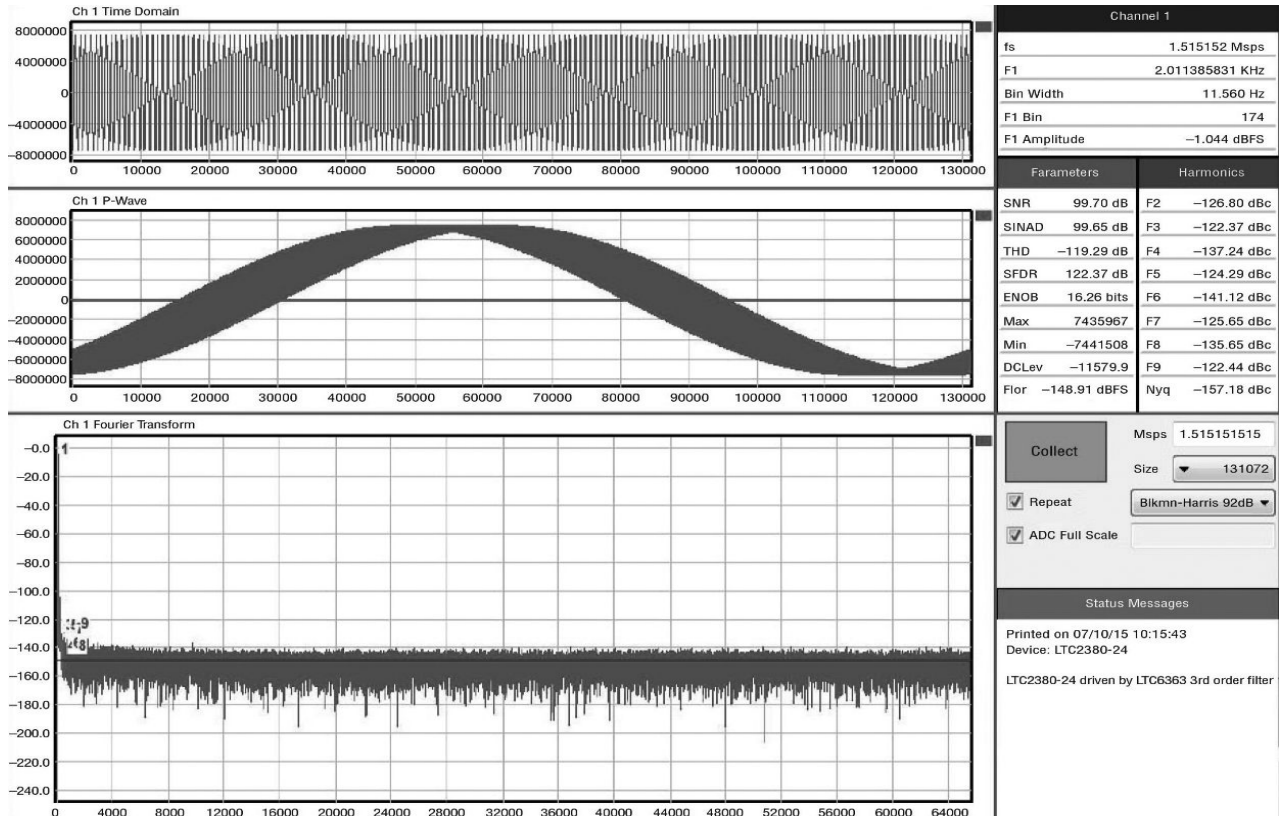 Ch 1 Time Domain
8000000
4000000
0
−4000000
−8000000
0 10000 20000 30000 40000 50000 60000 70000 80000 90000 100000 110000 120000 130000
Ch 1 P-Wave
8000000
6000000
4000000
2000000
0
−2000000
−4000000
−6000000
−8000000
0 10000 20000 30000 40000 50000 60000 70000 80000 90000 100000 110000 120000 130000
Ch 1 Fourier Transform
−0.0
1
−20.0
−40.0
−60.0
−80.0
−100.0
−120.0
−140.0
−160.0
−180.0
−200.0
−220.0
−240.0
0 4000 8000 12000 16000 20000 24000 28000 32000 36000 40000 44000 48000 52000 56000 60000 64000
Channel 1
fs 1.515152 Msps
F1 2.011385831 KHz
Bin Width 11.560 Hz
F1 Bin 174
F1 Amplitude −1.044 dBFS
Farameters Harmonics
SNR 99.70 dB F2 −126.80 dBc
SINAD 99.65 dB F3 −122.37 dBc
THD −119.29 dB F4 −137.24 dBc
SFDR 122.37 dB F5 −124.29 dBc
ENOB 16.26 bits F6 −141.12 dBc
Max 7435967 F7 −125.65 dBc
Min −7441508 F8 −135.65 dBc
DCLev −11579.9 F9 −122.44 dBc
Flor −148.91 dBFS Nyq −157.18 dBc
Collect
Msps 1.515151515
Size 131072
Repeat
Blkmn-Harris 92dB
ADC Full Scale
Status Messages
Printed on 07/10/15 10:15:43
Device: LTC2380-24
LTC2380-24 driven by LTC6363 3rd order filter